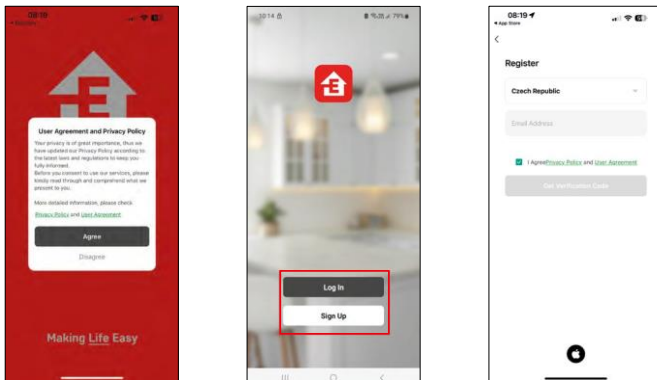 08:19
E
User Agreement and Privacy Policy
Your privacy is of great importance, thus we
have updated our Privacy Policy according to
the latest laws and regulations to keep you
fully informed.
Before you consent to use our services, please
kindly read through and comprehend what we
present to you.
More detailed information, please check
Privacy Policy and User Agreement
Agree
Disagree
Making Life Easy
10:14
79%
E
Log In
Sign Up
08:19
App Store
Register
Czech Republic
Email Address
I AgreePrivacy Policy and User Agreement
Get Verification Code